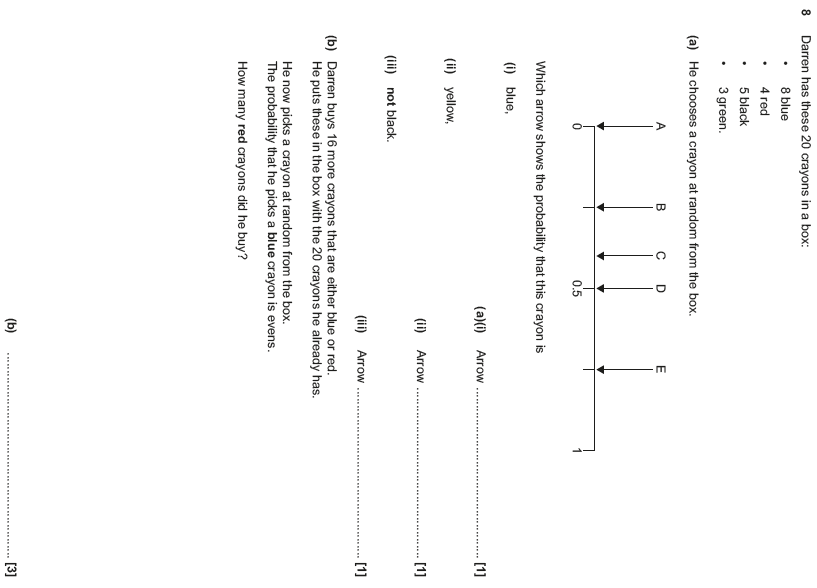 8 Darren has these 20 crayons in a box:
• 8 blue
• 4 red
• 5 black
• 3 green.
(a) He chooses a crayon at random from the box.
A B C D E
0 0.5 1
Which arrow shows the probability that this crayon is
(i) blue,
(a)(i) Arrow ........................................ [1]
(ii) yellow,
(ii) Arrow ........................................ [1]
(iii) not black.
(iii) Arrow ........................................ [1]
(b) Darren buys 16 more crayons that are either blue or red.
He puts these in the box with the 20 crayons he already has.
He now picks a crayon at random from the box.
The probability that he picks a blue crayon is evens.
How many red crayons did he buy?
(b) .................................................... [3]